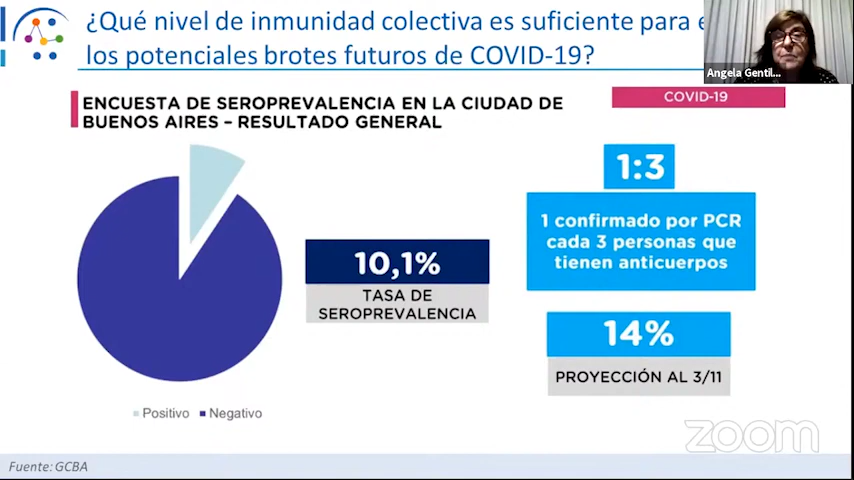 ¿Qué nivel de inmunidad colectiva es suficiente para
los potenciales brotes futuros de COVID-19?
Angela Gentil...
ENCUESTA DE SEROPREVALENCIA EN LA CIUDAD DE
BUENOS AIRES – RESULTADO GENERAL
COVID-19
1:3
1 confirmado por PCR
cada 3 personas que
tienen anticuerpos
10,1%
TASA DE
SEROPREVALENCIA
14%
PROYECCIÓN AL 3/11
Positivo
Negativo
zoom
Fuente: GCBA